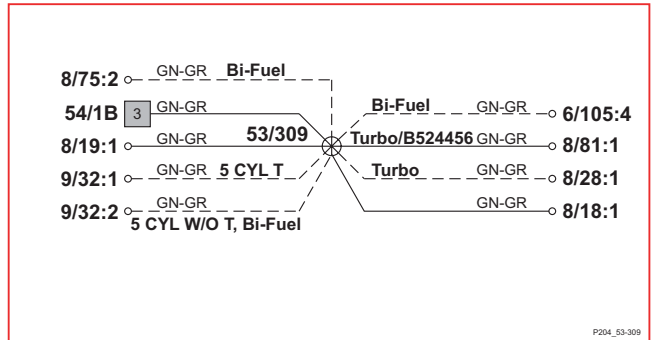 8/75:2 GN-GR Bi-Fuel
54/1B 3 GN-GR Bi-Fuel GN-GR 6/105:4
8/19:1 GN-GR 53/309 Turbo/B524456 GN-GR 8/81:1
9/32:1 GN-GR 5 CYL T Turbo GN-GR 8/28:1
9/32:2 GN-GR GN-GR 8/18:1
5 CYL W/O T, Bi-Fuel
P204_53-309